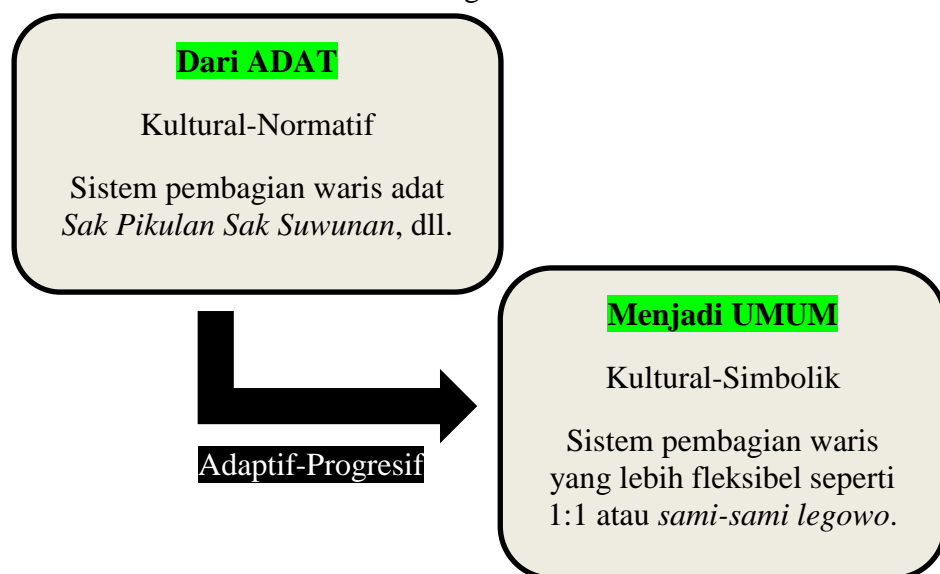 Dari ADAT
Kultural-Normatif
Sistem pembagian waris adat
Sak Pikulan Sak Suwunan, dll.
Menjadi UMUM
Kultural-Simbolik
Adaptif-Progresif
Sistem pembagian waris
yang lebih fleksibel seperti
1:1 atau sami-sami legowo.